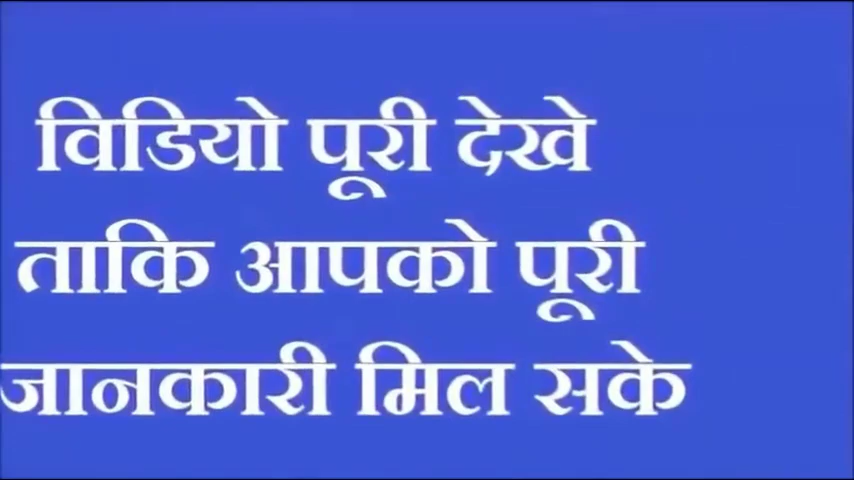 विडियो पूरी देखे
ताकि आपको पूरी
जानकारी मिल सके